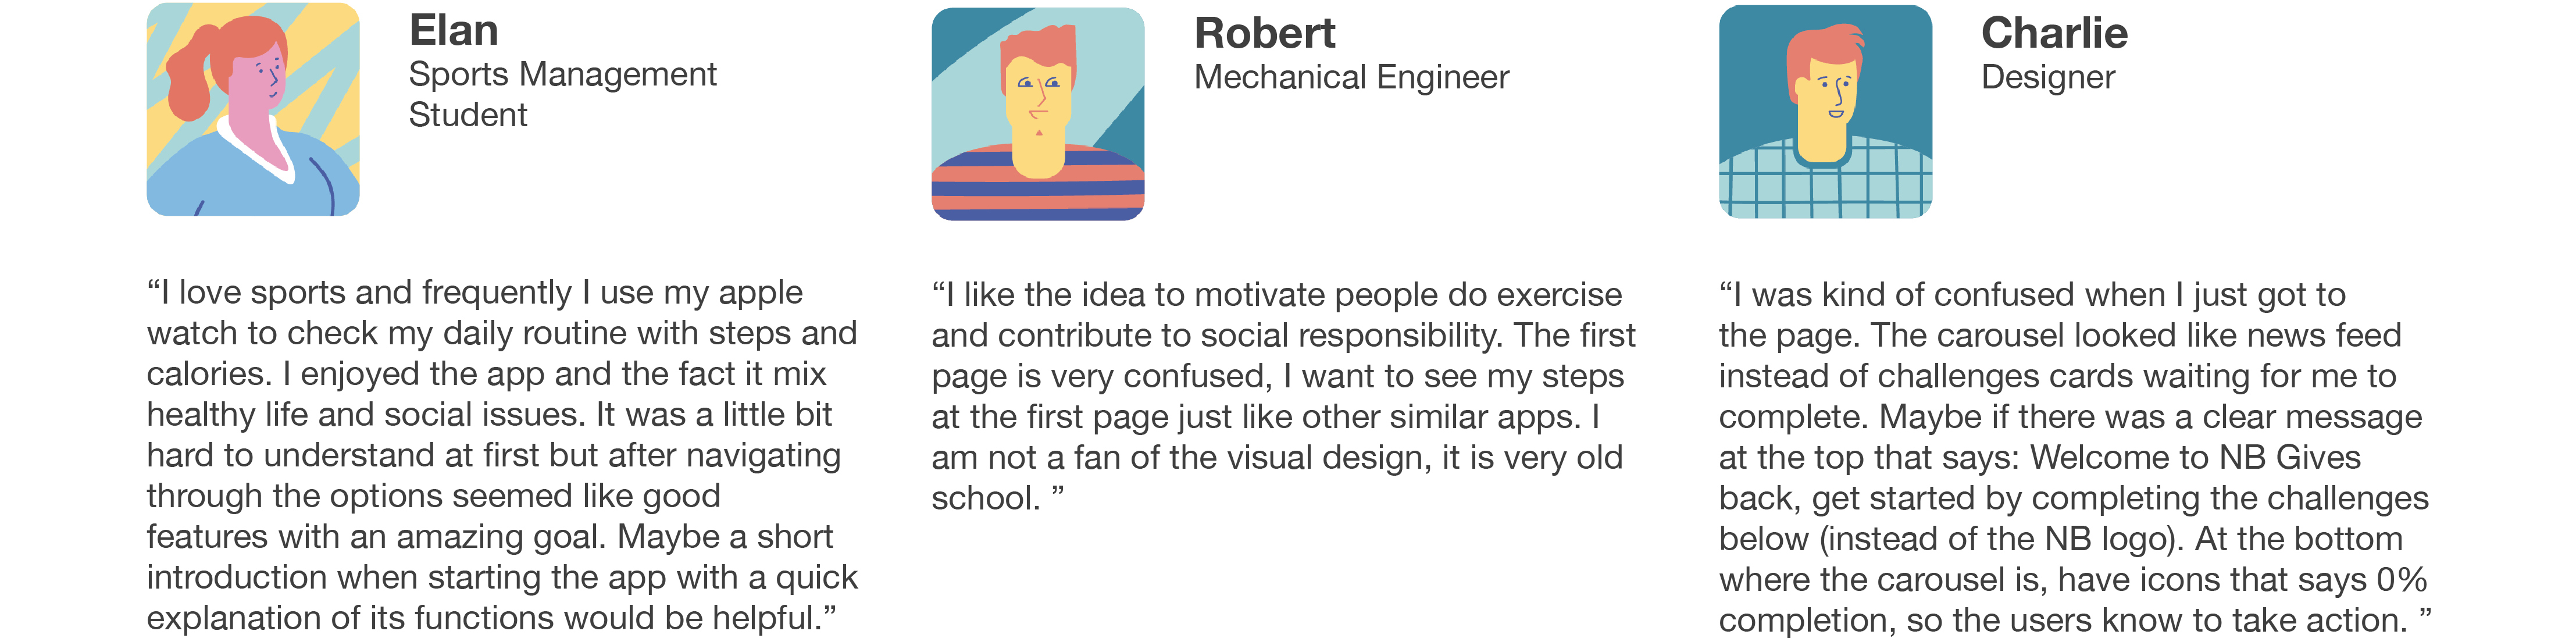 Elan
Sports Management
Student
“I love sports and frequently I use my apple
watch to check my daily routine with steps and
calories. I enjoyed the app and the fact it mix
healthy life and social issues. It was a little bit
hard to understand at first but after navigating
through the options seemed like good
features with an amazing goal. Maybe a short
introduction when starting the app with a quick
explanation of its functions would be helpful.”
Robert
Mechanical Engineer
“I like the idea to motivate people do exercise
and contribute to social responsibility. The first
page is very confused, I want to see my steps
at the first page just like other similar apps. I
am not a fan of the visual design, it is very old
school. ”
Charlie
Designer
“I was kind of confused when I just got to
the page. The carousel looked like news feed
instead of challenges cards waiting for me to
complete. Maybe if there was a clear message
at the top that says: Welcome to NB Gives
back, get started by completing the challenges
below (instead of the NB logo). At the bottom
where the carousel is, have icons that says 0%
completion, so the users know to take action. ”